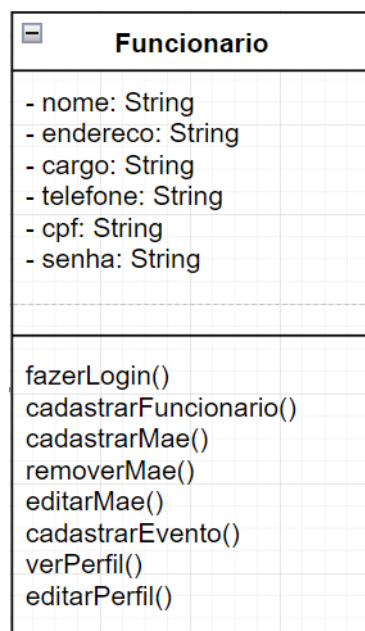 Funcionario
- nome: String
- endereco: String
- cargo: String
- telefone: String
- cpf: String
- senha: String
fazerLogin()
cadastrarFuncionario()
cadastrarMae()
removerMae()
editarMae()
cadastrarEvento()
verPerfil()
editarPerfil()